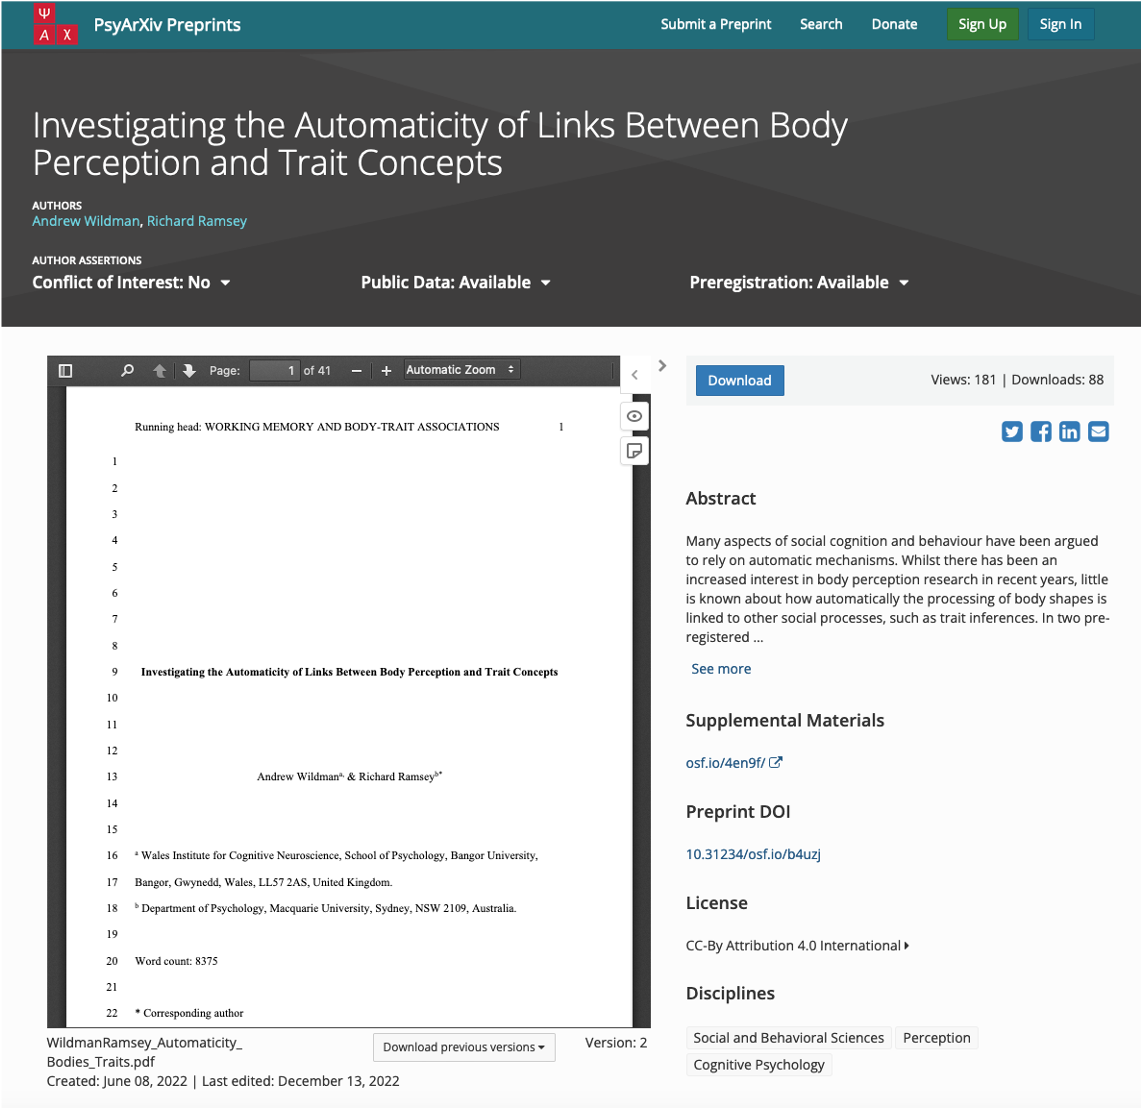 Ψ
A χ
PsyArXiv Preprints
Submit a Preprint Search Donate Sign Up Sign In
Investigating the Automaticity of Links Between Body
Perception and Trait Concepts
AUTHORS
Andrew Wildman, Richard Ramsey
AUTHOR ASSERTIONS
Conflict of Interest: No Public Data: Available Preregistration: Available
Page: 1 of 41 Automatic Zoom
Running head: WORKING MEMORY AND BODY-TRAIT ASSOCIATIONS 1
1
2
3
4
5
6
7
8
9 Investigating the Automaticity of Links Between Body Perception and Trait Concepts
10
11
12
13 Andrew Wildmanᵃ· & Richard Ramseyᵇ*
14
15
16 ᵃ Wales Institute for Cognitive Neuroscience, School of Psychology, Bangor University,
17 Bangor, Gwynedd, Wales, LL57 2AS, United Kingdom.
18 ᵇ Department of Psychology, Macquarie University, Sydney, NSW 2109, Australia.
19
20 Word count: 8375
21
22 * Corresponding author
WildmanRamsey_Automaticity_
Bodies_Traits.pdf
Download previous versions
Version: 2
Created: June 08, 2022 | Last edited: December 13, 2022
Download Views: 181 | Downloads: 88
Abstract
Many aspects of social cognition and behaviour have been argued
to rely on automatic mechanisms. Whilst there has been an
increased interest in body perception research in recent years, little
is known about how automatically the processing of body shapes is
linked to other social processes, such as trait inferences. In two pre-
registered ...
See more
Supplemental Materials
osf.io/4en9f/
Preprint DOI
10.31234/osf.io/b4uzj
License
CC-By Attribution 4.0 International
Disciplines
Social and Behavioral Sciences Perception
Cognitive Psychology